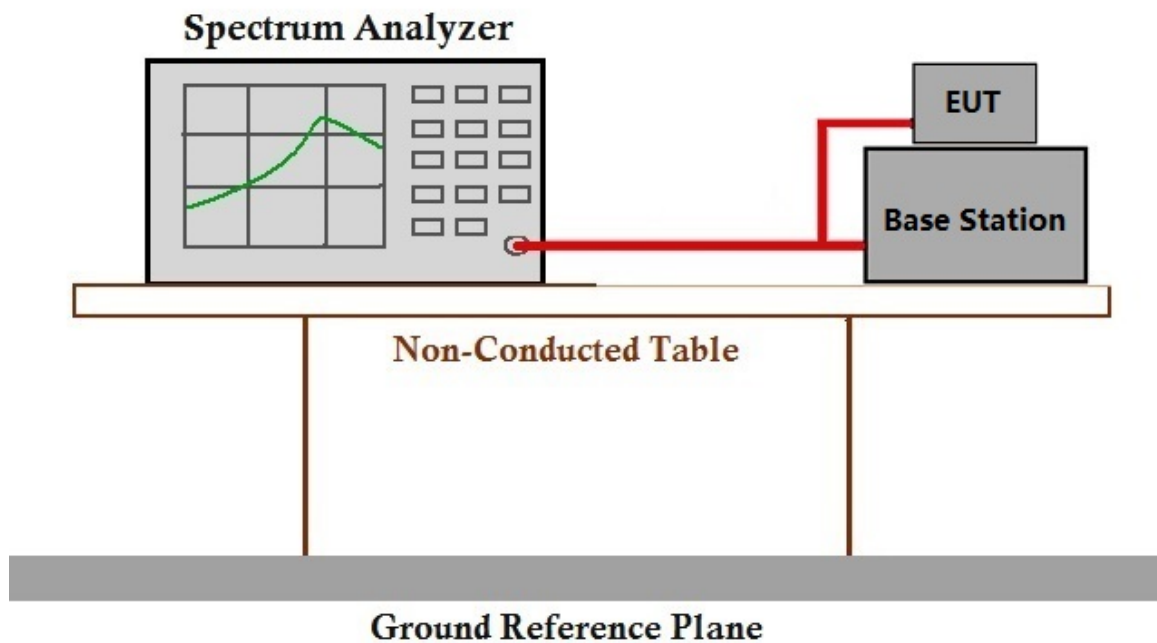 Spectrum Analyzer
EUT
Base Station
Non-Conducted Table
Ground Reference Plane